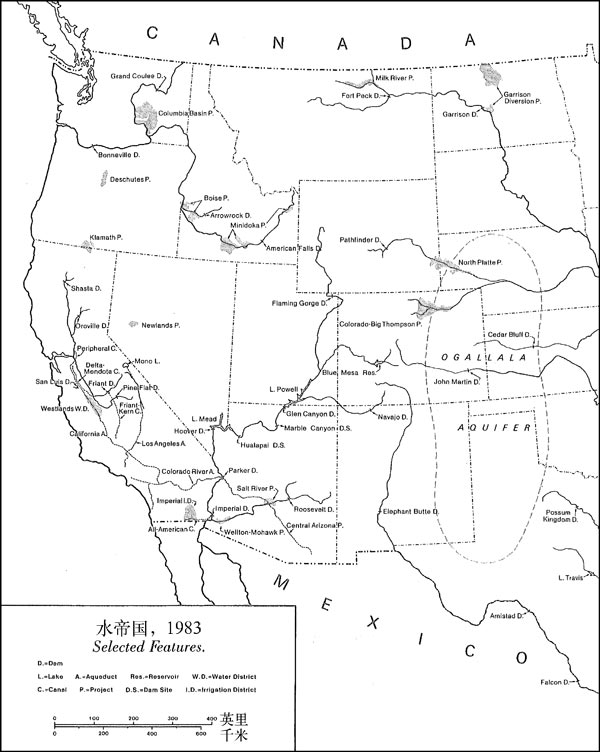 CANADA
Grand Coulee D.
Milk River P.
Fort Peck D.
Garrison
Diversion P.
Garrison D.
Columbia Basin P.
Bonneville D.
Deschutes P.
Boise P.
Arrowrock D.
Minidoka P.
American Falls D.
Klamath P.
Pathfinder D.
North Platte P.
Shasta D.
Flaming Gorge D.
Oroville D.
Newlands P.
Colorado-Big Thompson P.
Cedar Bluff D.
Peripheral C.
Mono L.
Delta-
Mendota C.
OGALLALA
San Luis D.
Friant D.
Pine Flat D.
Blue Mesa Res.
John Martin D.
Friant-
Kern C.
L. Powell
Westlands W.D.
Glen Canyon D.
Navajo D.
L. Mead
Hoover D.
Marble Canyon D.S.
AQUIFER
California A.
Los Angeles A.
Hualapai D.S.
Colorado River A.
Parker D.
Salt River P.
Imperial I.D.
Imperial D.
Roosevelt D.
Elephant Butte D.
Possum
Kingdom D.
All-American C.
Wellton-Mohawk P.
Central Arizona P.
L. Travis
MEXICO
Amistad D.
Falcon D.
水帝国，1983
Selected Features.
D.=Dam
L.=Lake A.=Aqueduct Res.=Reservoir W.D.=Water District
C.=Canal P.=Project D.S.=Dam Site I.D.=Irrigation District
0 100 200 300 400 英里
0 200 400 600 千米